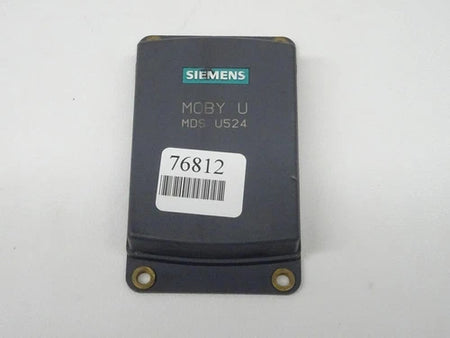 SIEMENS
MOBY U
MDS U524
76812